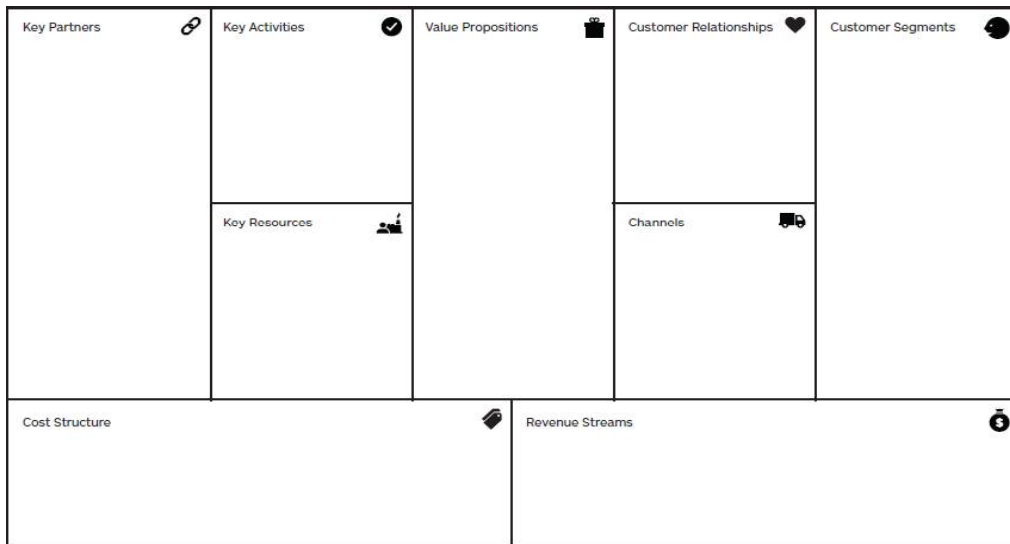 Key Partners
Key Activities
Value Propositions
Customer Relationships
Customer Segments
Key Resources
Channels
Cost Structure
Revenue Streams
$